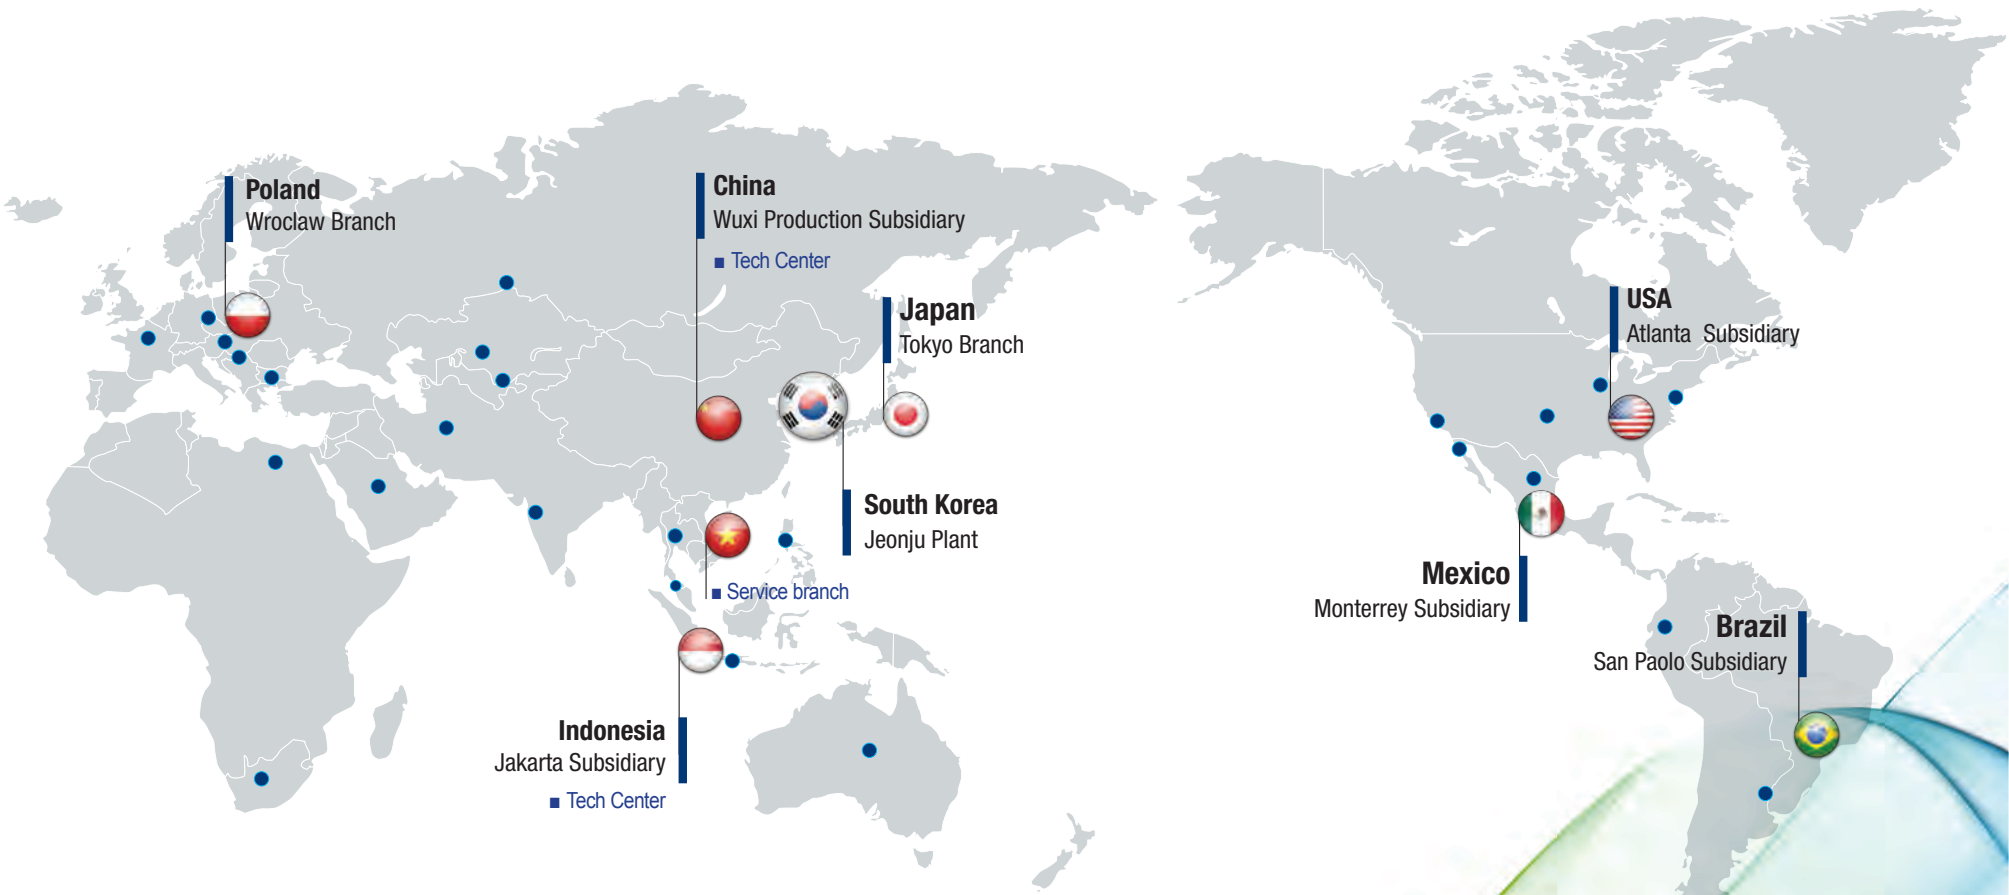 Poland
Wroclaw Branch
China
Wuxi Production Subsidiary
■ Tech Center
Japan
Tokyo Branch
South Korea
Jeonju Plant
■ Service branch
Indonesia
Jakarta Subsidiary
■ Tech Center
USA
Atlanta Subsidiary
Mexico
Monterrey Subsidiary
Brazil
San Paolo Subsidiary